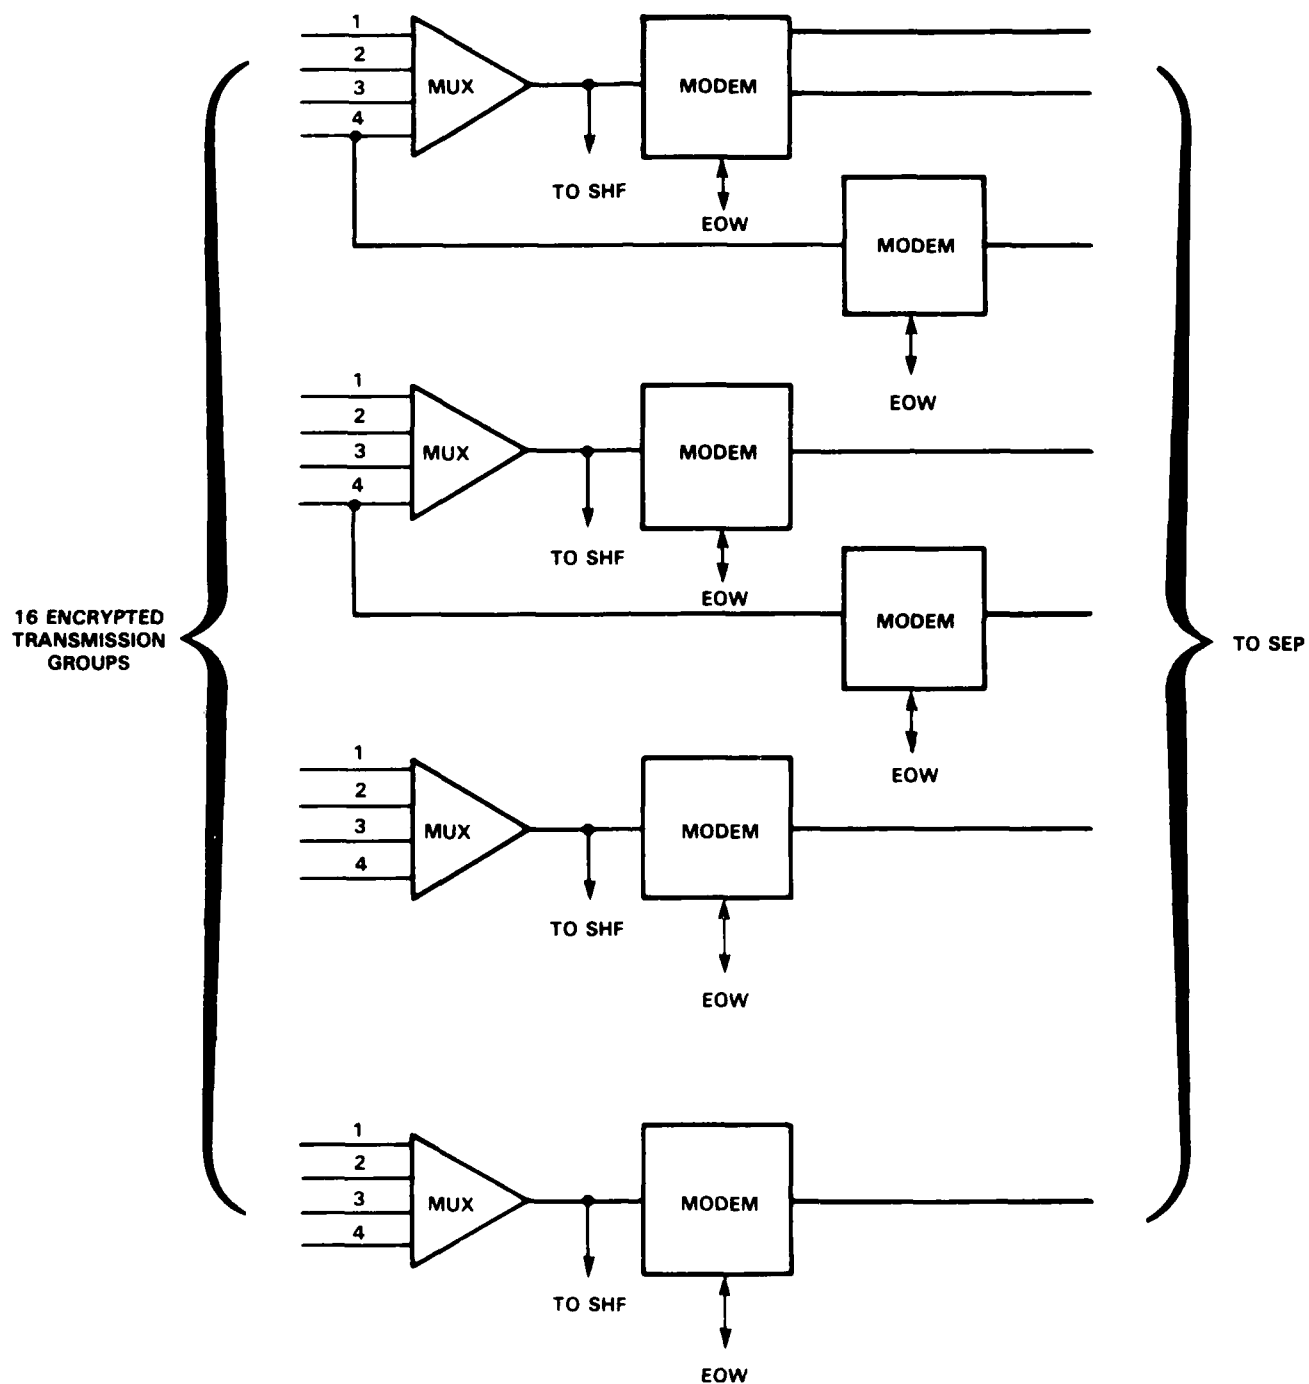 1
2
3
4
MUX
MODEM
TO SHF
EOW
MODEM
EOW
1
2
3
4
MUX
MODEM
TO SHF
EOW
MODEM
EOW
16 ENCRYPTED
TRANSMISSION
GROUPS
TO SEP
1
2
3
4
MUX
MODEM
TO SHF
EOW
1
2
3
4
MUX
MODEM
TO SHF
EOW